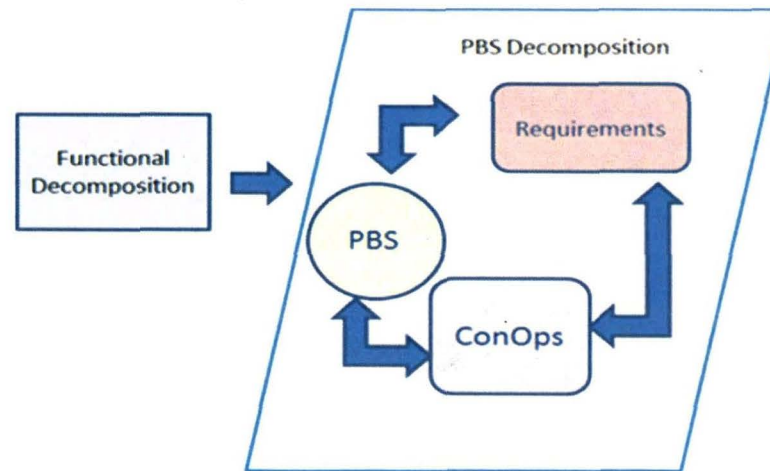 PBS Decomposition
Requirements
Functional
Decomposition
PBS
ConOps